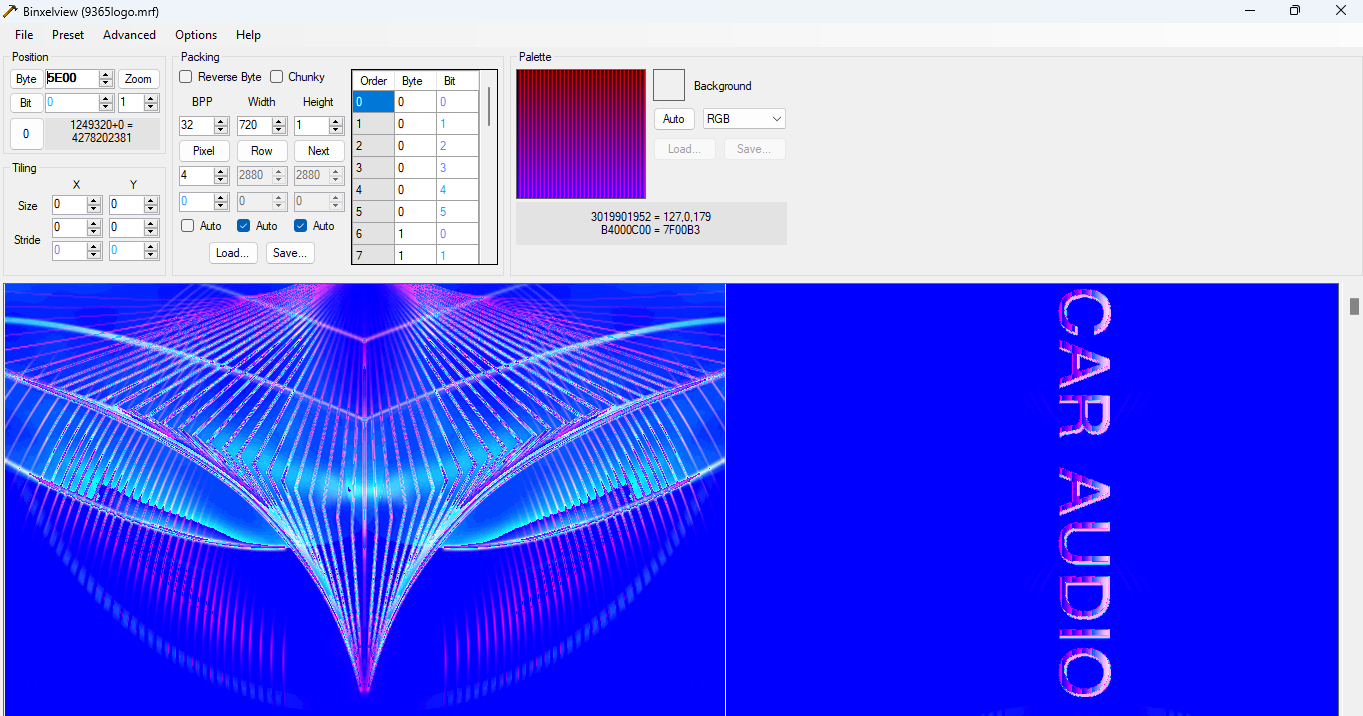 Binxelview (9365logo.mrf)
File Preset Advanced Options Help
Position
Byte 5E00 Zoom
Bit 0 1
0 1249320+0 =
4278202381
Tiling
X Y
Size 0 0
0 0
Stride
0 0
Packing
Reverse Byte Chunky
BPP Width Height
32 720 1
Pixel Row Next
4 2880 2880
0 0 0
Auto Auto Auto
Load... Save...
Order Byte Bit
0 0 0
1 0 1
2 0 2
3 0 3
4 0 4
5 0 5
6 1 0
7 1 1
Palette
Background
Auto RGB
Load... Save...
3019901952 = 127,0,179
B4000C00 = 7F00B3
CAR AUDIO